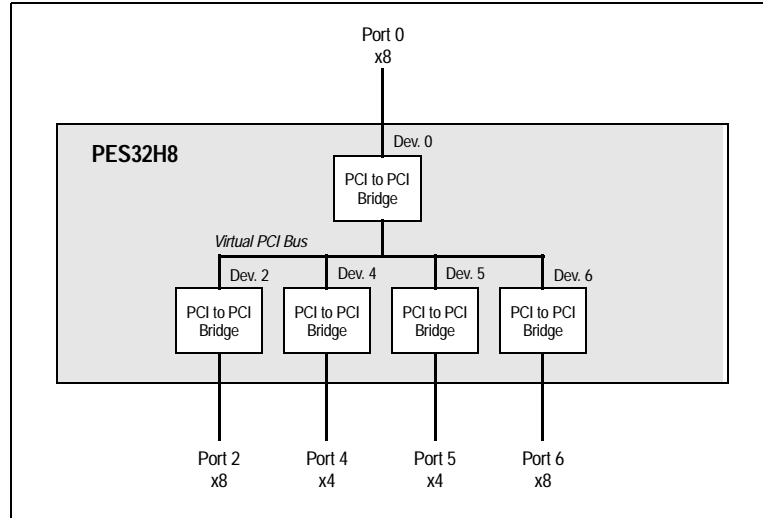 Port 0
x8
Dev. 0
PES32H8
PCI to PCI
Bridge
Virtual PCI Bus
Dev. 2
Dev. 4
Dev. 5
Dev. 6
PCI to PCI
Bridge
PCI to PCI
Bridge
PCI to PCI
Bridge
PCI to PCI
Bridge
Port 2
x8
Port 4
x4
Port 5
x4
Port 6
x8